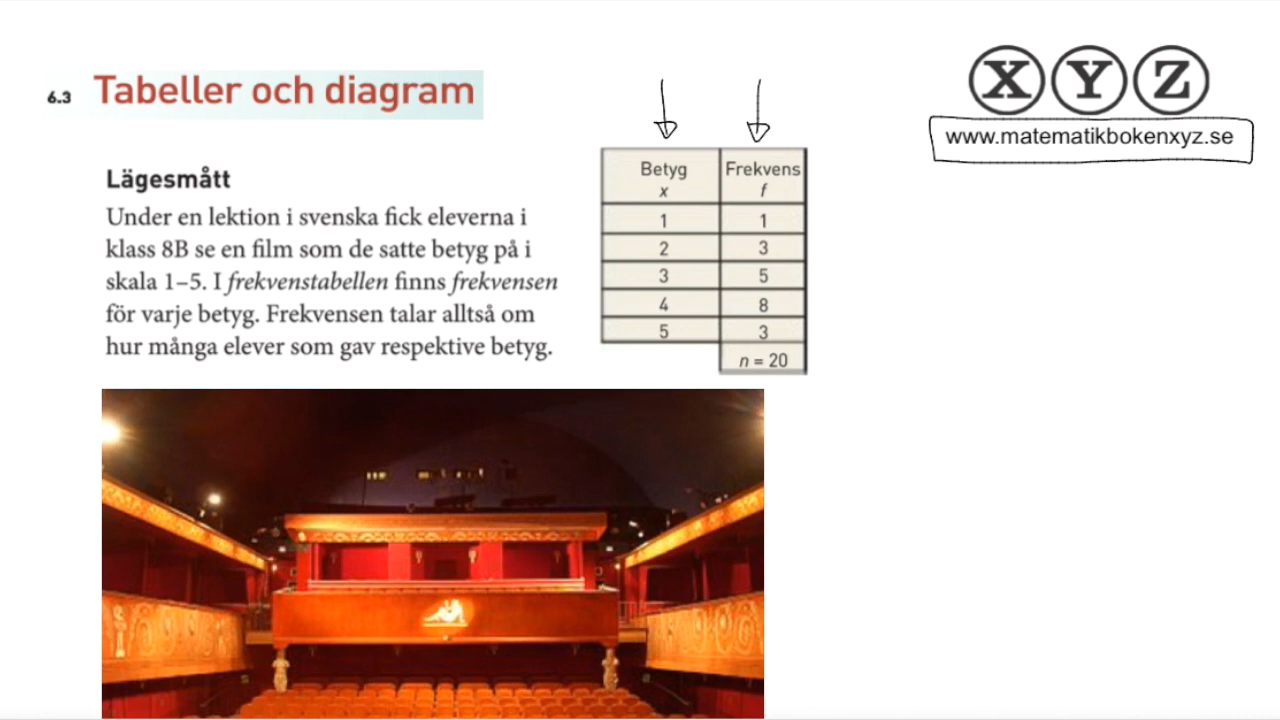 6.3 Tabeller och diagram
X Y Z
www.matematikbokenxyz.se
Lägesmått
Under en lektion i svenska fick eleverna i
klass 8B se en film som de satte betyg på i
skala 1–5. I frekvenstabellen finns frekvensen
för varje betyg. Frekvensen talar alltså om
hur många elever som gav respektive betyg.
Betyg Frekvens
x f
1 1
2 3
3 5
4 8
5 3
n = 20